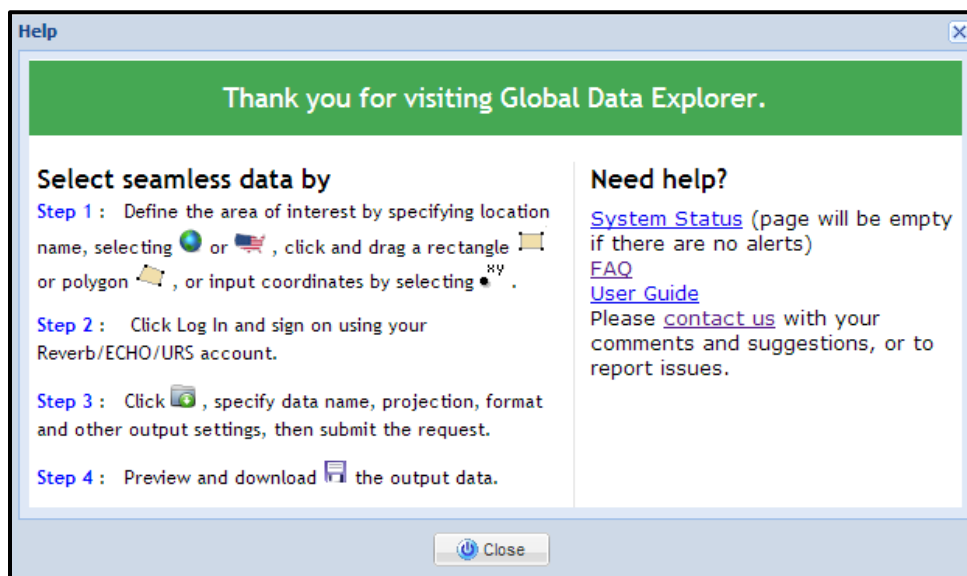 Help
Thank you for visiting Global Data Explorer.
Select seamless data by
Step 1 : Define the area of interest by specifying location
name, selecting or , click and drag a rectangle
or polygon , or input coordinates by selecting xy .
Step 2 : Click Log In and sign on using your
Reverb/ECHO/URS account.
Step 3 : Click , specify data name, projection, format
and other output settings, then submit the request.
Step 4 : Preview and download the output data.
Need help?
System Status (page will be empty
if there are no alerts)
FAQ
User Guide
Please contact us with your
comments and suggestions, or to
report issues.
Close